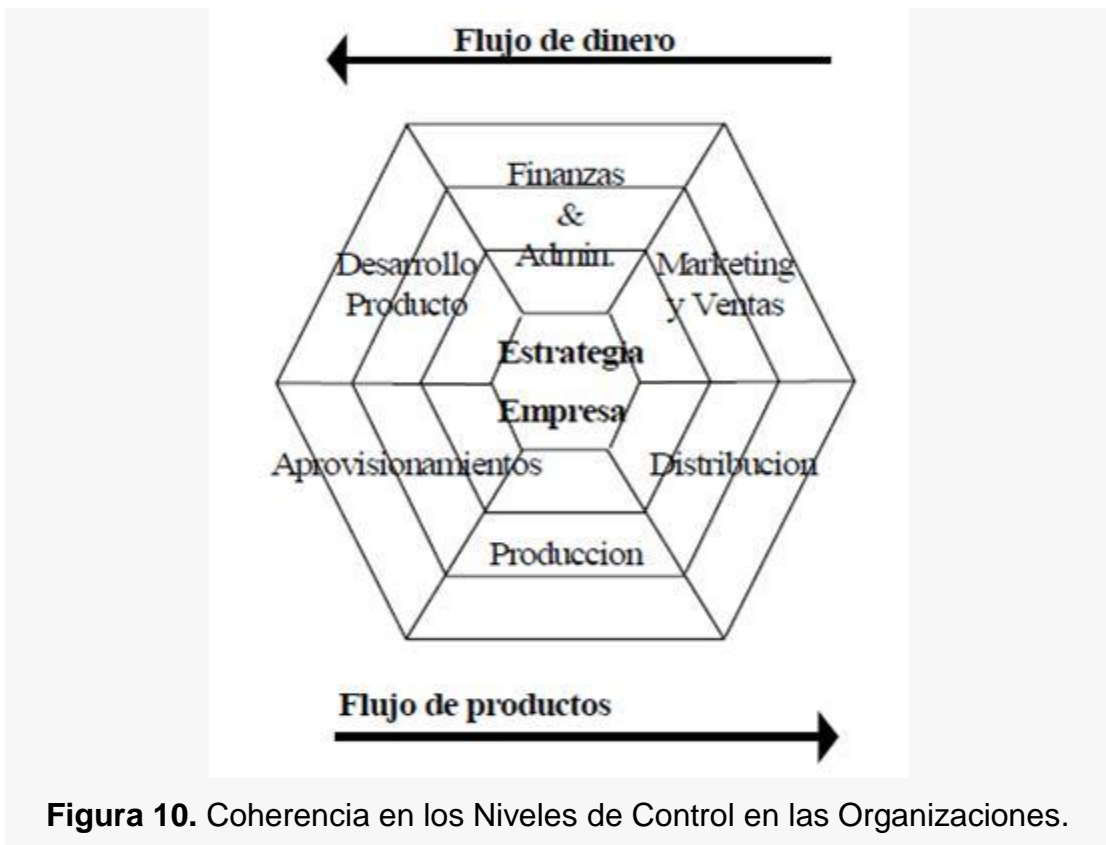 Flujo de dinero
Finanzas
&
Admin.
Desarrollo
Producto
Marketing
y Ventas
Estrategia
Empresa
Aprovisionamientos
Distribucion
Produccion
Flujo de productos
Figura 10. Coherencia en los Niveles de Control en las Organizaciones.